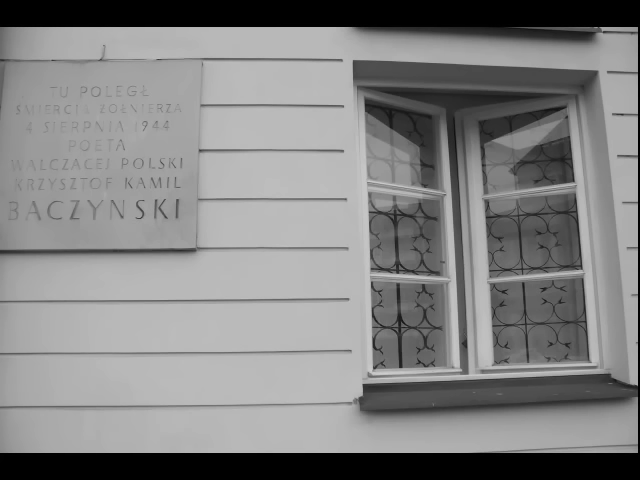 TU POLEGŁ
ŚMIERCIĄ ŻOŁNIERZA
4 SIERPNIA 1944
POETA
WALCZĄCEJ POLSKI
KRZYSZTOF KAMIL
BACZYŃSKI